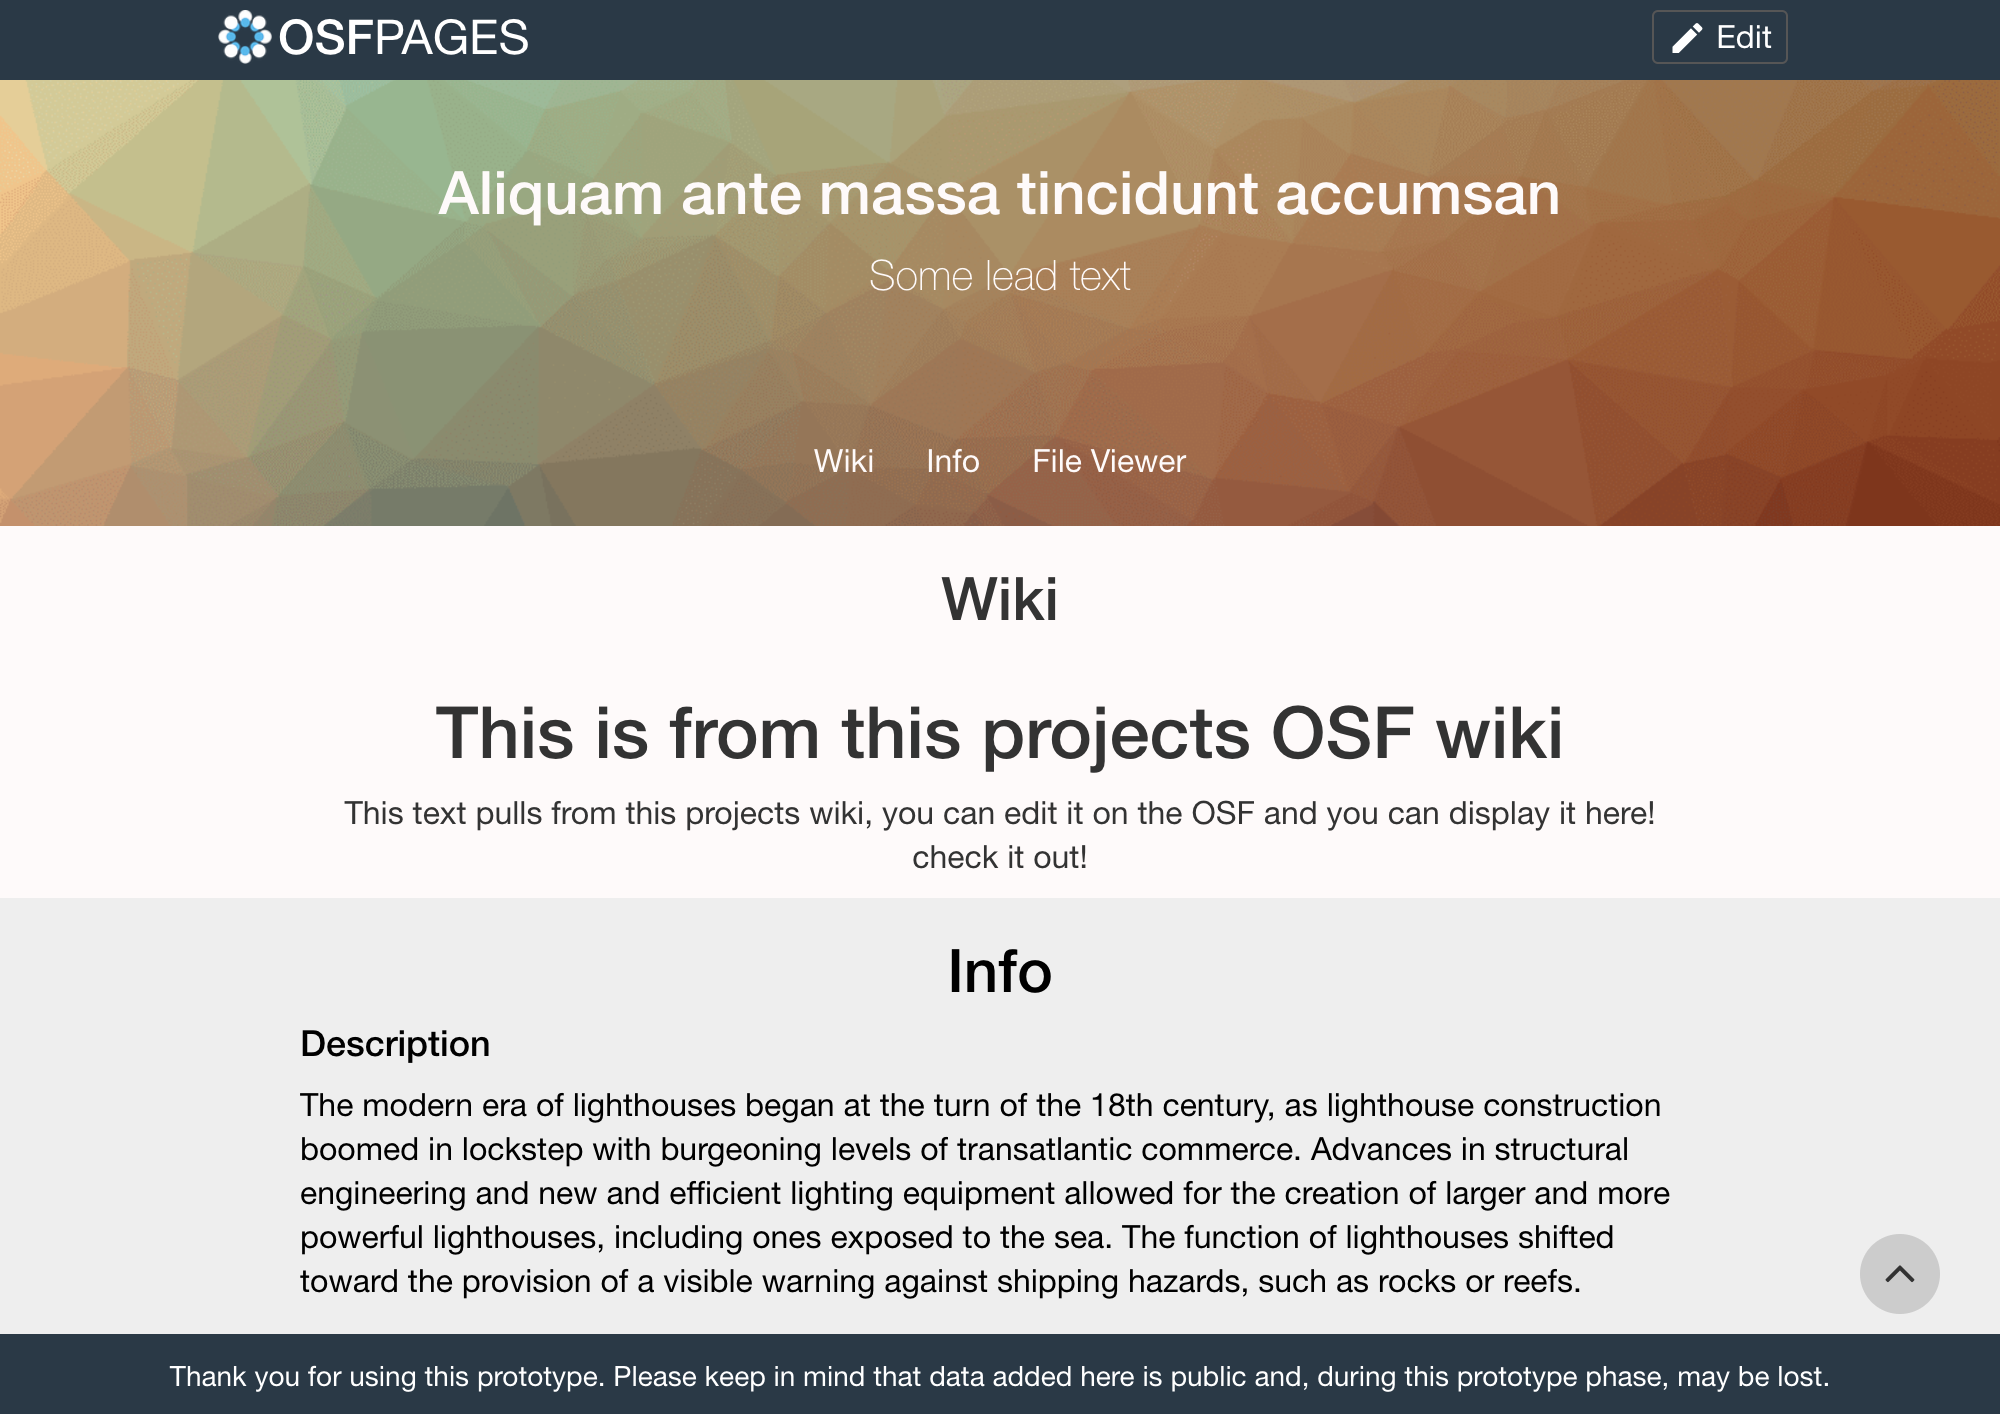 OSFPAGES
Edit
Aliquam ante massa tincidunt accumsan
Some lead text
Wiki Info File Viewer
Wiki
This is from this projects OSF wiki
This text pulls from this projects wiki, you can edit it on the OSF and you can display it here!
check it out!
Info
Description
The modern era of lighthouses began at the turn of the 18th century, as lighthouse construction
boomed in lockstep with burgeoning levels of transatlantic commerce. Advances in structural
engineering and new and efficient lighting equipment allowed for the creation of larger and more
powerful lighthouses, including ones exposed to the sea. The function of lighthouses shifted
toward the provision of a visible warning against shipping hazards, such as rocks or reefs.
Thank you for using this prototype. Please keep in mind that data added here is public and, during this prototype phase, may be lost.